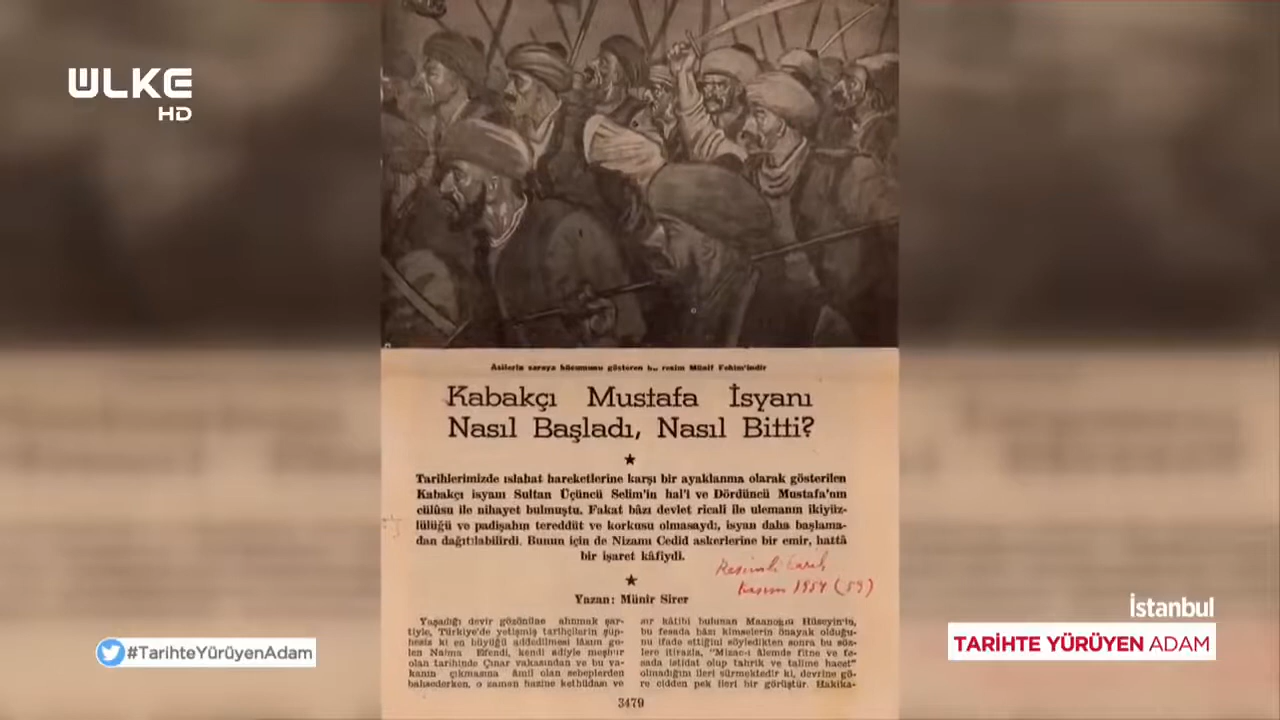 ÜLKE
HD
Asilerin saraya hücumunu gösteren bu resim Münif Fehim'indir
Kabakçı Mustafa İsyanı
Nasıl Başladı, Nasıl Bitti?
★
Tarihlerimizde ıslahat hareketlerine karşı bir ayaklanma olarak gösterilen
Kabakçı isyanı Sultan Üçüncü Selim'in hal'i ve Dördüncü Mustafa'nın
cülûsu ile nihayet bulmuştu. Fakat bâzı devlet ricali ile ulemanın ikiyüz-
lülüğü ve padişahın tereddüt ve korkusu olmasaydı, isyan daha başlama-
dan dağıtılabilirdi. Bunun için de Nizamı Cedid askerlerine bir emir, hattâ
bir işaret kâfiydi.
Resimli Tarih
Kasım 1954 (59)
★
Yazan: Münir Sirer
Yaşadığı devir gözönüne alınmak şar-
tiyle, Türkiye'de yetişmiş tarihçilerin şüp-
hesiz ki en büyüğü addedilmesi lâzım ge-
len Naima Efendi, kendi adiyle meşhur
olan tarihinde Çınar vakasından ve bu va-
kanın çıkmasına âmil olan sebeplerden
bahsederken, o zaman hazine kethüdası ve
sır kâtibi bulunan Maanoğlu Hüseyin'in,
bu fesada bâzı kimselerin önayak olduğu-
nu ifade ettiğini söyledikten sonra bu söz-
lere itirazla, "Mizac-ı âlemde fitne ve fe-
sada istidat olup tahrik ve talime hacet"
olmadığını ileri sürmektedir ki, devrine gö-
re cidden pek ileri bir görüştür. Hakika-
3479
#TarihteYürüyenAdam
İstanbul
TARİHTE YÜRÜYEN ADAM